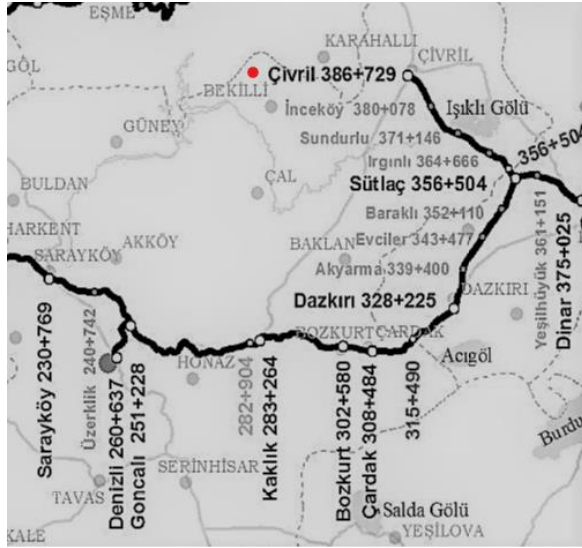 EŞME
KARAHALLI
GÖL
Çivril 386+729
ÇİVRİL
BEKİLLİ
İnceköy 380+078
Işıklı Gölü
GÜNEY
Sundurlu 371+146
Irgınlı 364+666
356+504
BULDAN
ÇAL
Sütlaç 356+504
Baraklı 352+110
HARKENT
Evciler 343+477
SARAYKÖY
AKKÖY
BAKLAN
Akyarma 339+400
Yeşilhüyük 361+151
Dinar 375+025
Dazkırı 328+225
DAZKIRI
BOZKURT
ÇARDAK
Acıgöl
HONAZ
Sarayköy 230+769
Üzerklik 240+742
Denizli 260+637
Goncalı 251+228
282+904
Kaklık 283+264
Bozkurt 302+580
Çardak 308+484
315+490
Burdu
SERİNHİSAR
TAVAS
Salda Gölü
KALE
YEŞİLOVA